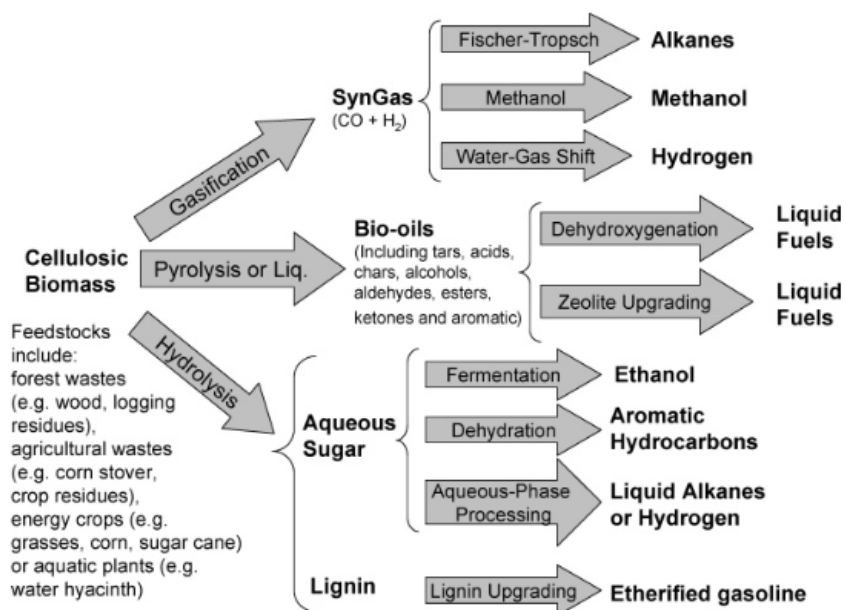 Fischer-Tropsch
Alkanes
SynGas
(CO + H2)
Methanol
Methanol
Water-Gas Shift
Hydrogen
Gasification
Cellulosic
Biomass
Pyrolysis or Liq.
Bio-oils
(Including tars, acids,
chars, alcohols,
aldehydes, esters,
ketones and aromatic)
Dehydroxygenation
Liquid
Fuels
Zeolite Upgrading
Liquid
Fuels
Feedstocks
include:
forest wastes
(e.g. wood, logging
residues),
agricultural wastes
(e.g. corn stover,
crop residues),
energy crops (e.g.
grasses, corn, sugar cane)
or aquatic plants (e.g.
water hyacinth)
Hydrolysis
Aqueous
Sugar
Fermentation
Ethanol
Dehydration
Aromatic
Hydrocarbons
Aqueous-Phase
Processing
Liquid Alkanes
or Hydrogen
Lignin
Lignin Upgrading
Etherified gasoline